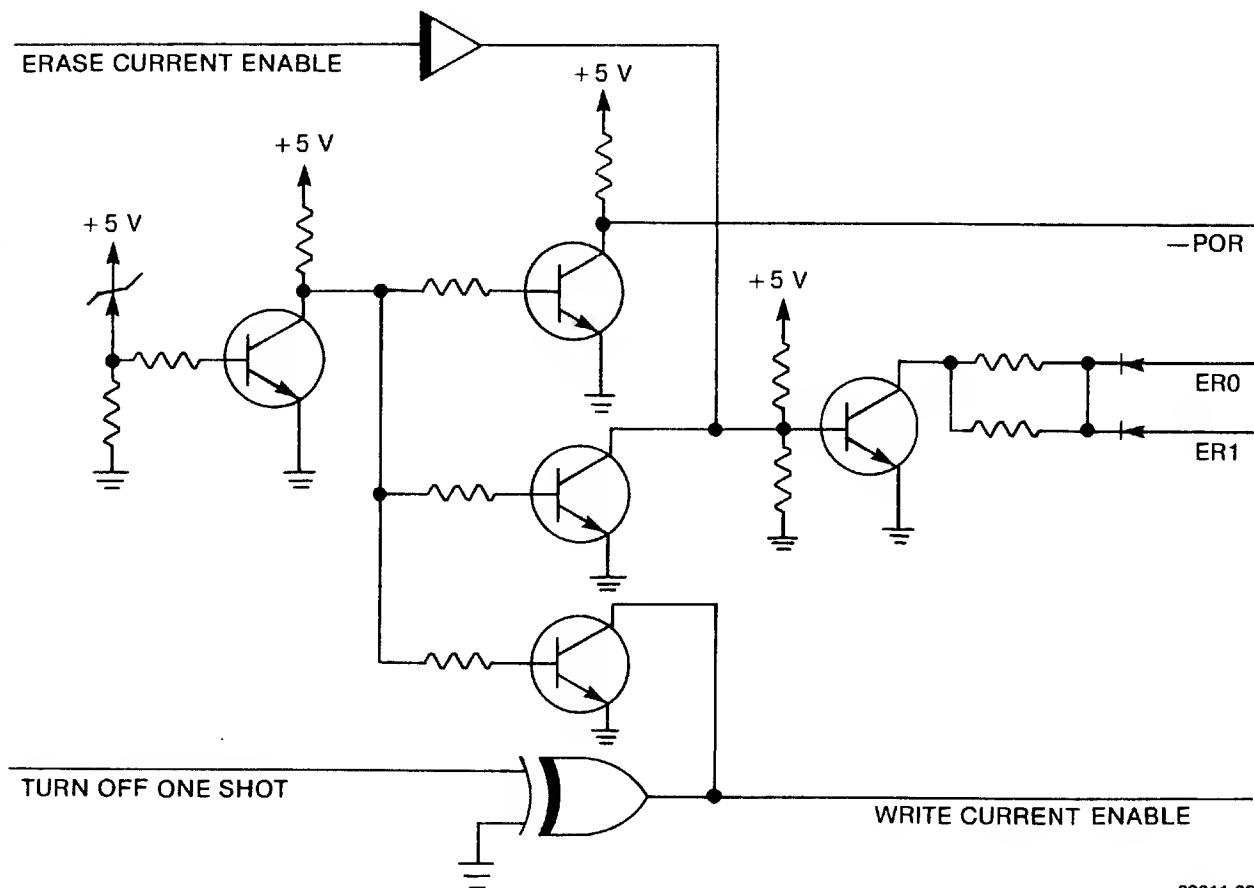 ERASE CURRENT ENABLE
+5 V
+5 V
+5 V
—POR
+5 V
ER0
ER1
TURN OFF ONE SHOT
WRITE CURRENT ENABLE